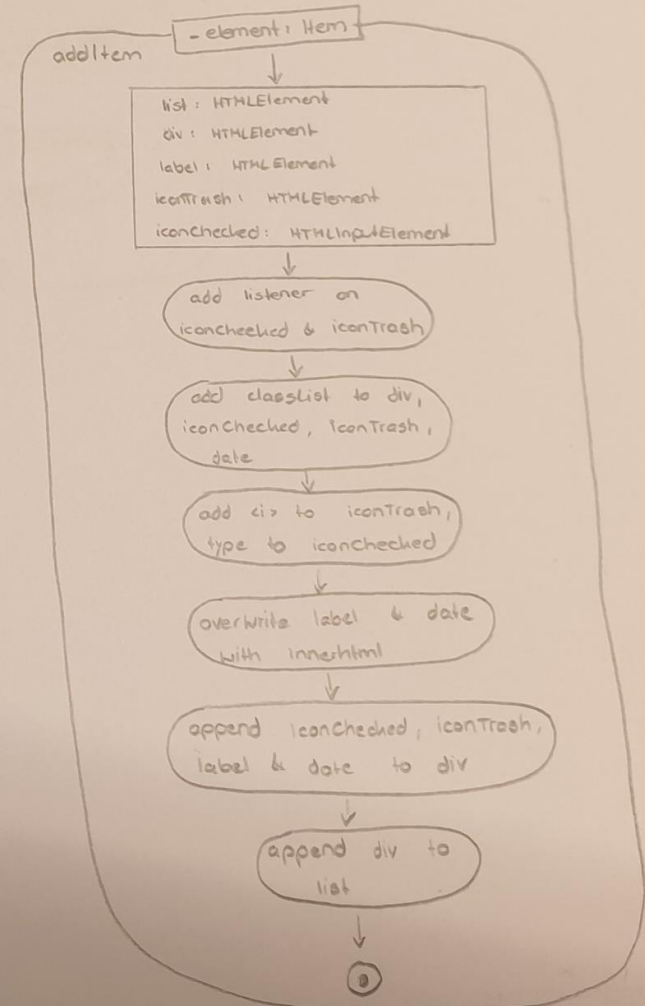 - element: Item
addItem
list: HTMLElement
div: HTMLElement
label: HTMLElement
iconTrash: HTMLElement
iconChecked: HTMLInputElement
add listener on
iconChecked & iconTrash
add classList to div,
iconChecked, iconTrash,
date
add <i> to iconTrash,
type to iconChecked
overwrite label & date
with innerhtml
append iconChecked, iconTrash,
label & date to div
append div to
list